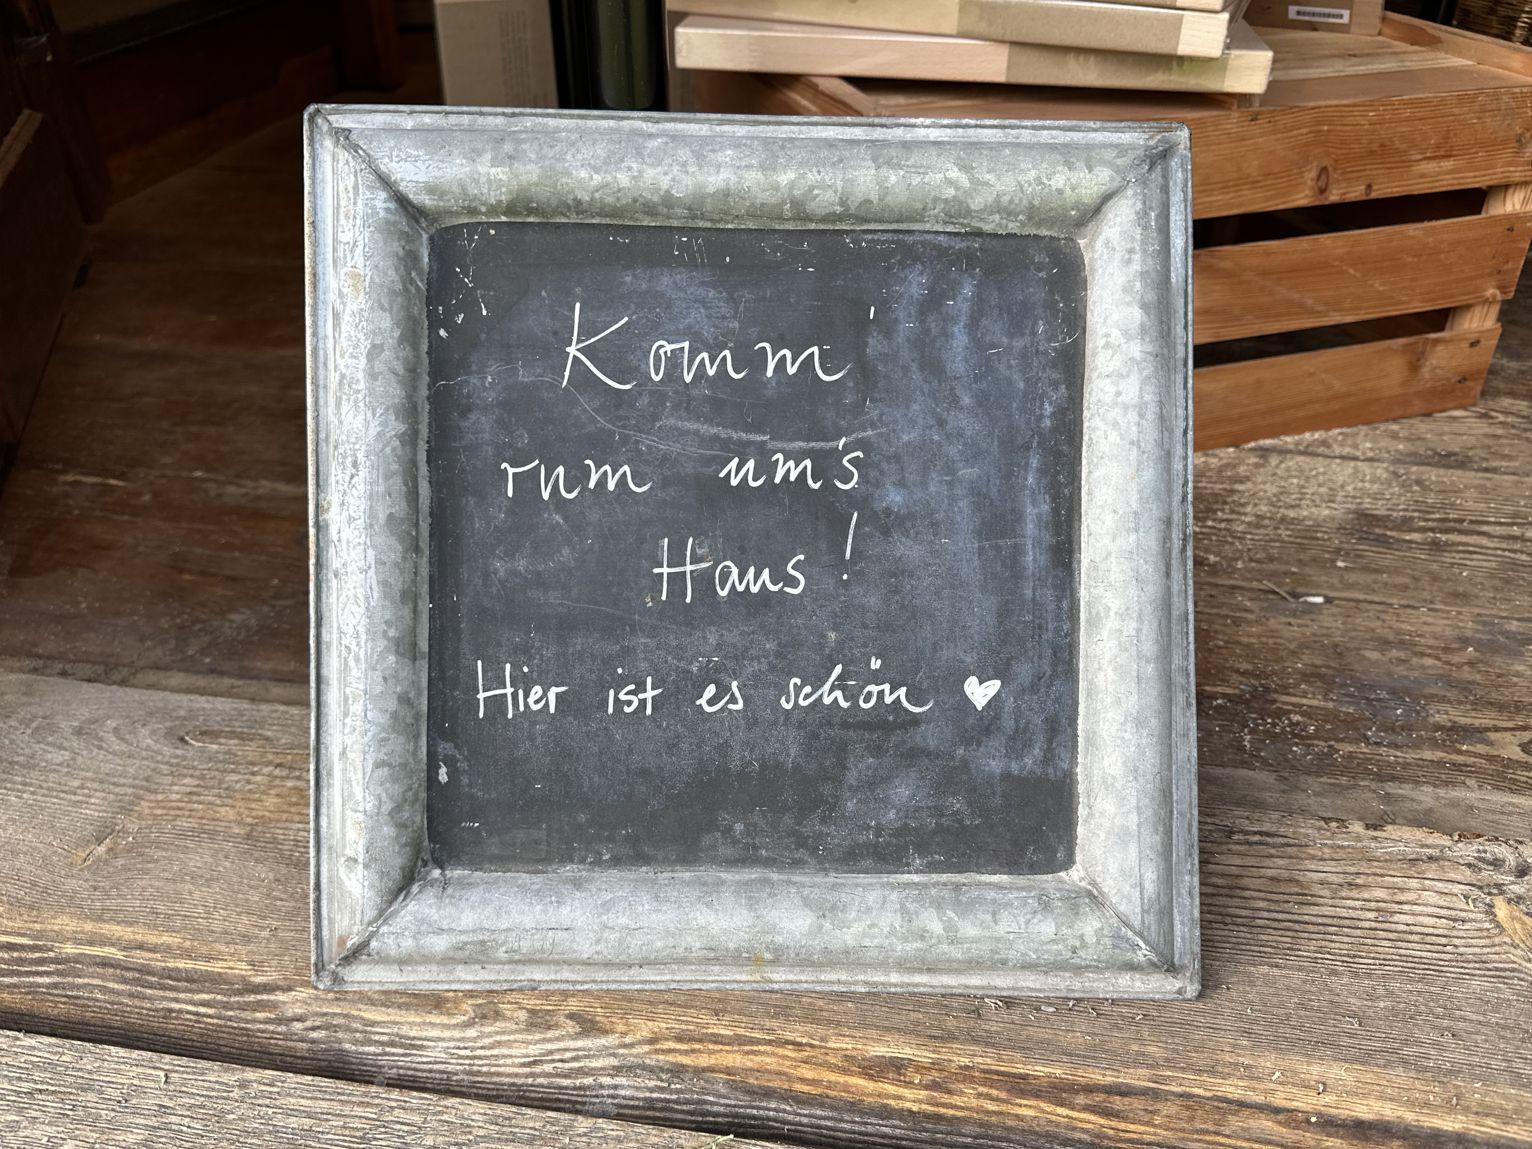 Komm'
rum um's
Haus!
Hier ist es schön ♥